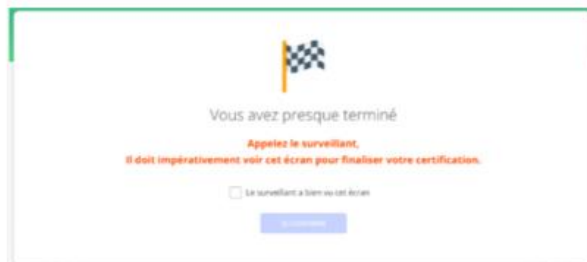 Vous avez presque terminé
Appelez le surveillant,
Il doit impérativement voir cet écran pour finaliser votre certification.
Le surveillant a bien vu cet écran